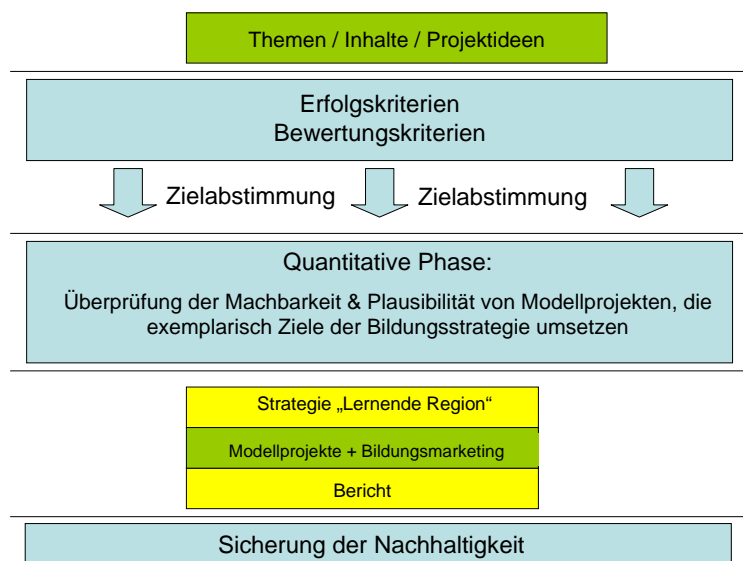 Themen / Inhalte / Projektideen
Erfolgskriterien
Bewertungskriterien
Zielabstimmung Zielabstimmung
Quantitative Phase:
Überprüfung der Machbarkeit & Plausibilität von Modellprojekten, die
exemplarisch Ziele der Bildungsstrategie umsetzen
Strategie „Lernende Region“
Modellprojekte + Bildungsmarketing
Bericht
Sicherung der Nachhaltigkeit